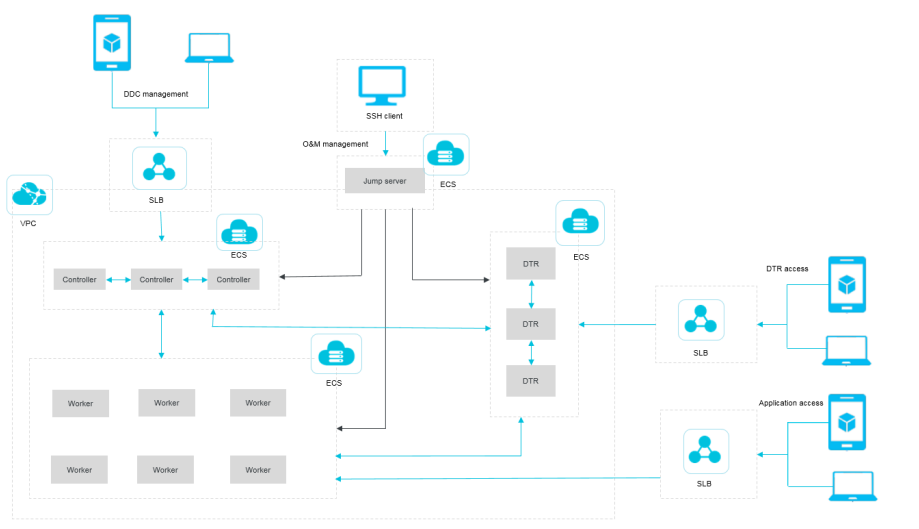 DDC management
SSH client
O&M management
Jump server
ECS
SLB
VPC
ECS
ECS
Controller
Controller
Controller
DTR
DTR
DTR
DTR access
SLB
ECS
Worker
Worker
Worker
Worker
Worker
Worker
Application access
SLB